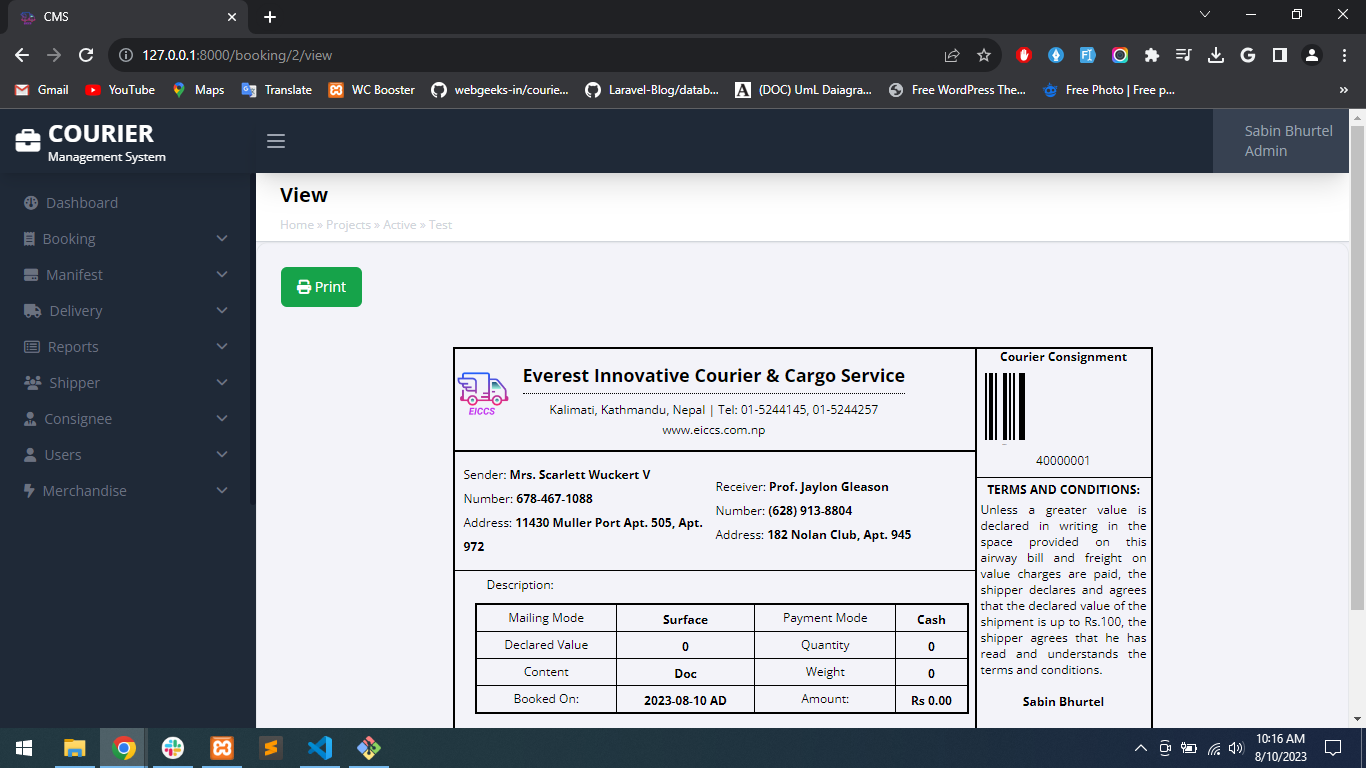 CMS
127.0.0.1:8000/booking/2/view
Gmail
YouTube
Maps
Translate
WC Booster
webgeeks-in/courie...
Laravel-Blog/datab...
(DOC) UmL Daiagra...
Free WordPress The...
Free Photo | Free p...
»
COURIER
Management System
Sabin Bhurtel
Admin
Dashboard
Booking
Manifest
Delivery
Reports
Shipper
Consignee
Users
Merchandise
View
Home » Projects » Active » Test
Print
EICCS
Everest Innovative Courier & Cargo Service
Kalimati, Kathmandu, Nepal | Tel: 01-5244145, 01-5244257
www.eiccs.com.np
Courier Consignment
40000001
Sender: Mrs. Scarlett Wuckert V
Number: 678-467-1088
Address: 11430 Muller Port Apt. 505, Apt.
972
Receiver: Prof. Jaylon Gleason
Number: (628) 913-8804
Address: 182 Nolan Club, Apt. 945
TERMS AND CONDITIONS:
Unless a greater value is
declared in writing in the
space provided on this
airway bill and freight on
value charges are paid, the
shipper declares and agrees
that the declared value of the
shipment is up to Rs.100, the
shipper agrees that he has
read and understands the
terms and conditions.
Sabin Bhurtel
Description:
Mailing Mode Surface Payment Mode Cash
Declared Value 0 Quantity 0
Content Doc Weight 0
Booked On: 2023-08-10 AD Amount: Rs 0.00
10:16 AM
8/10/2023